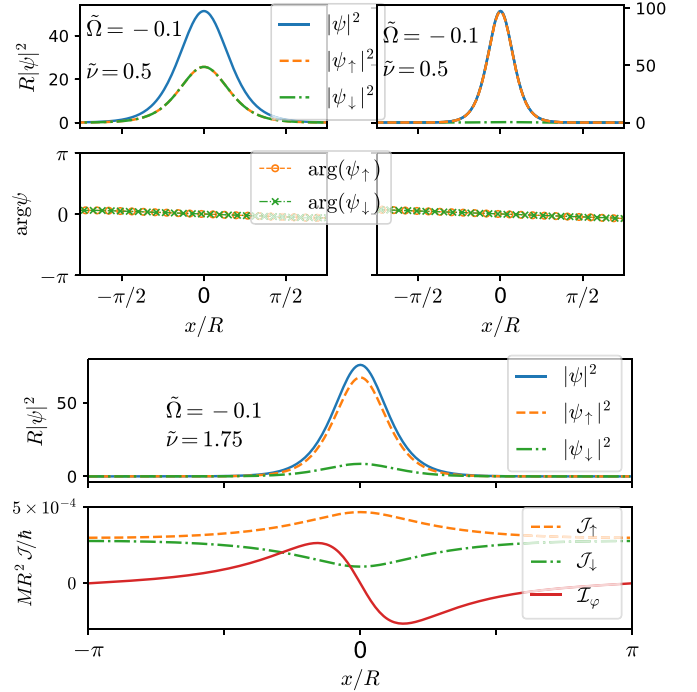 R|ψ|²
40
20
0
Ω̃ = −0.1
ν̃ = 0.5
|ψ|²
|ψ↑|²
|ψ↓|²
Ω̃ = −0.1
ν̃ = 0.5
100
50
0
argψ
π
0
−π
arg(ψ↑)
arg(ψ↓)
−π/2 0 π/2
−π/2 0 π/2
x/R
x/R
R|ψ|²
50
0
Ω̃ = −0.1
ν̃ = 1.75
|ψ|²
|ψ↑|²
|ψ↓|²
MR² 𝒥/ħ
5 × 10⁻⁴
0
𝒥↑
𝒥↓
ℐφ
−π 0 π
x/R